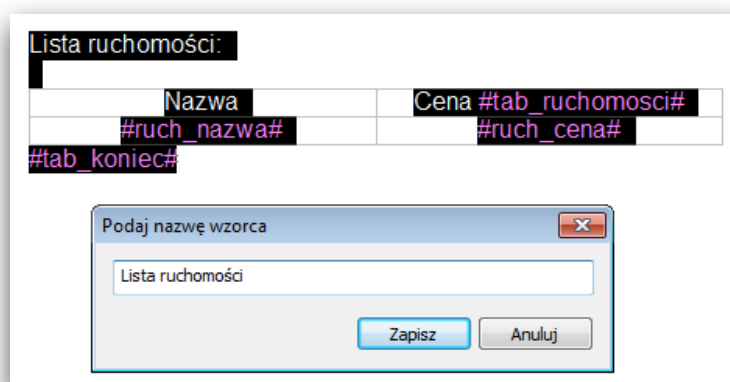 Lista ruchomości:
Nazwa Cena #tab_ruchomosci#
#ruch_nazwa# #ruch_cena#
#tab_koniec#
Podaj nazwę wzorca
Lista ruchomości
Zapisz Anuluj